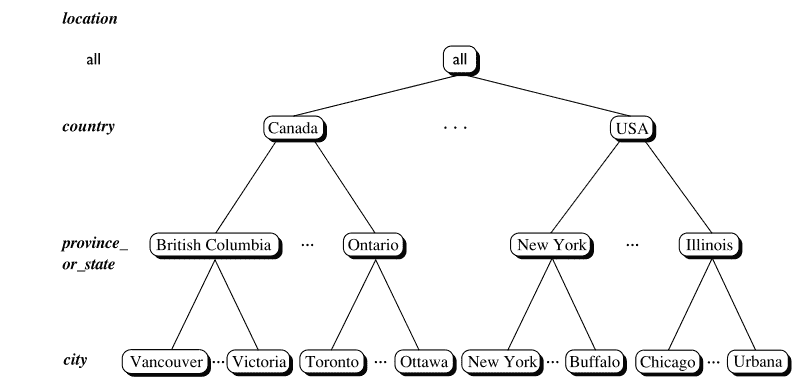 location
all all
country Canada · · · USA
province_ British Columbia ··· Ontario New York ··· Illinois
or_state
city Vancouver ··· Victoria Toronto ··· Ottawa New York ··· Buffalo Chicago ··· Urbana